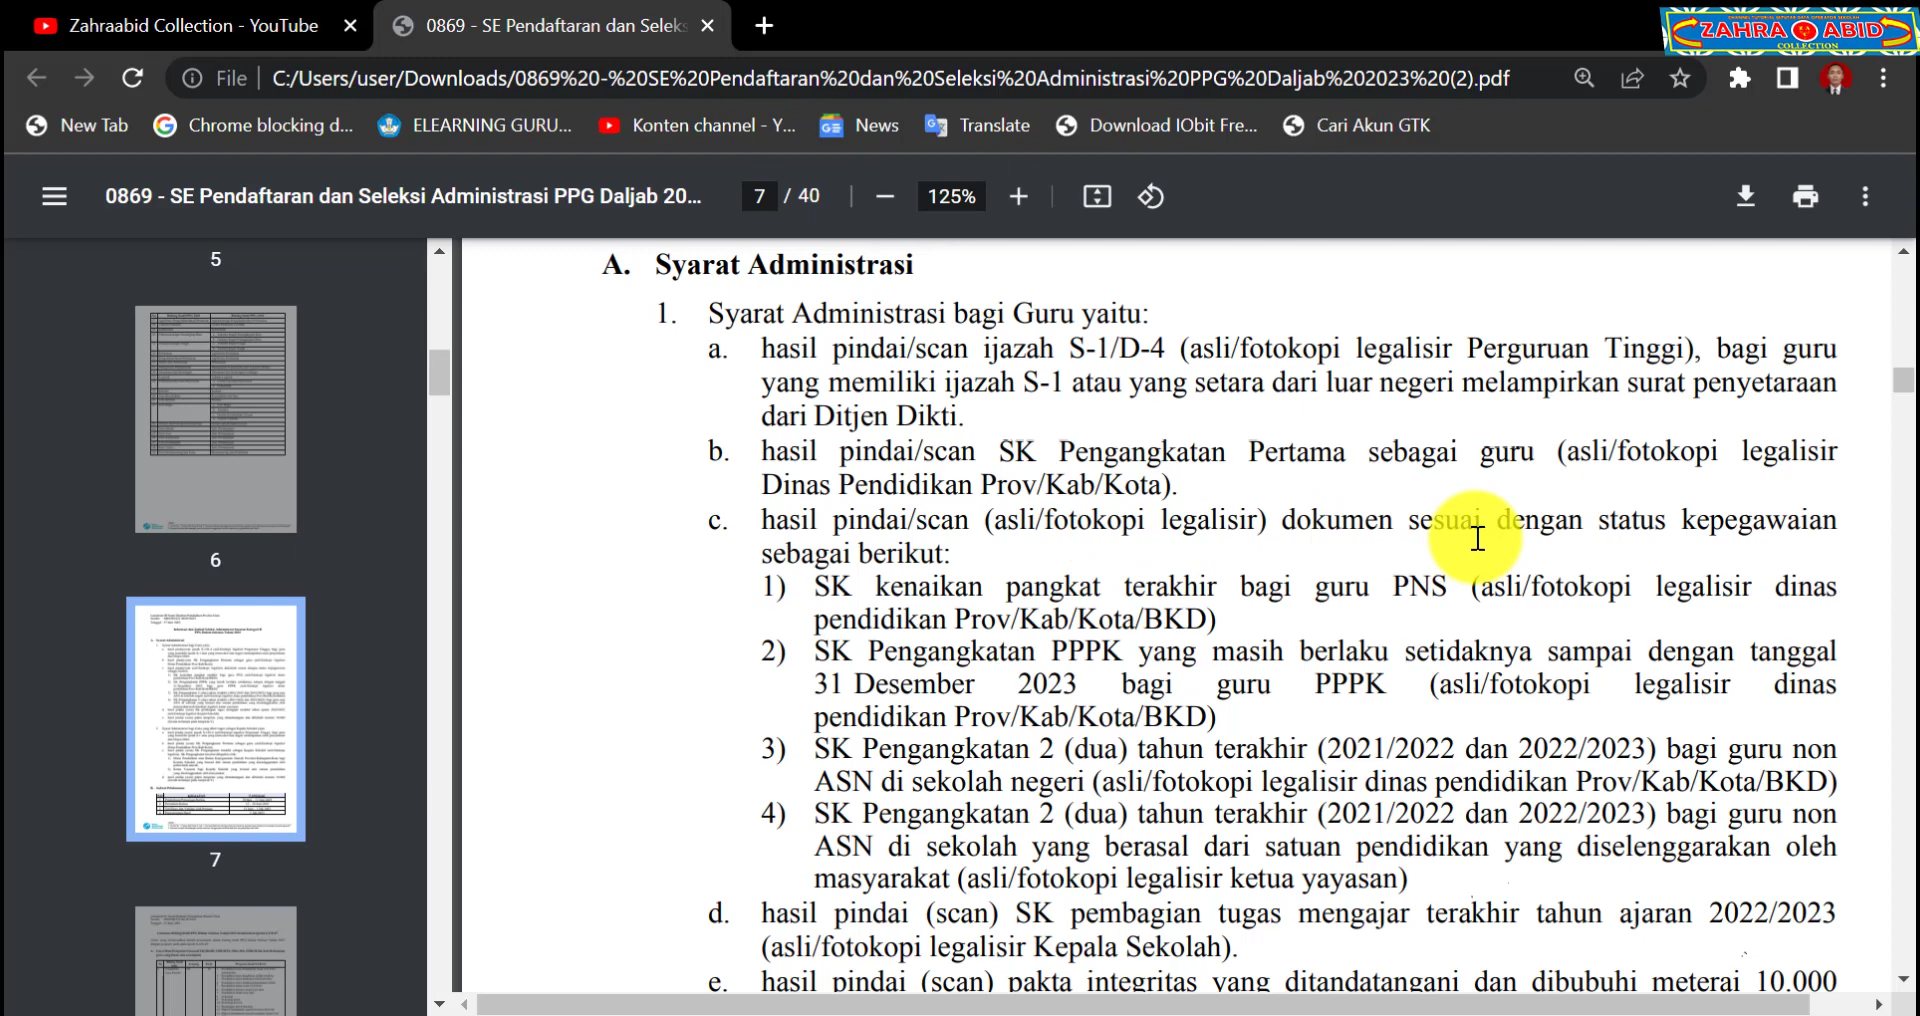 Zahraabid Collection - YouTube
0869 - SE Pendaftaran dan Seleks
CHANNEL TUTORIAL SEPUTAR DATA OPERATOR SEKOLAH
ZAHRA ABID
COLLECTION
File
C:/Users/user/Downloads/0869%20-%20SE%20Pendaftaran%20dan%20Seleksi%20Administrasi%20PPG%20Daljab%202023%20(2).pdf
New Tab
Chrome blocking d...
ELEARNING GURU...
Konten channel - Y...
News
Translate
Download IObit Fre...
Cari Akun GTK
0869 - SE Pendaftaran dan Seleksi Administrasi PPG Daljab 20...
7 / 40
125%
5
6
7
A. Syarat Administrasi
1. Syarat Administrasi bagi Guru yaitu:
a. hasil pindai/scan ijazah S-1/D-4 (asli/fotokopi legalisir Perguruan Tinggi), bagi guru
yang memiliki ijazah S-1 atau yang setara dari luar negeri melampirkan surat penyetaraan
dari Ditjen Dikti.
b. hasil pindai/scan SK Pengangkatan Pertama sebagai guru (asli/fotokopi legalisir
Dinas Pendidikan Prov/Kab/Kota).
c. hasil pindai/scan (asli/fotokopi legalisir) dokumen sesuai dengan status kepegawaian
sebagai berikut:
1) SK kenaikan pangkat terakhir bagi guru PNS (asli/fotokopi legalisir dinas
pendidikan Prov/Kab/Kota/BKD)
2) SK Pengangkatan PPPK yang masih berlaku setidaknya sampai dengan tanggal
31 Desember 2023 bagi guru PPPK (asli/fotokopi legalisir dinas
pendidikan Prov/Kab/Kota/BKD)
3) SK Pengangkatan 2 (dua) tahun terakhir (2021/2022 dan 2022/2023) bagi guru non
ASN di sekolah negeri (asli/fotokopi legalisir dinas pendidikan Prov/Kab/Kota/BKD)
4) SK Pengangkatan 2 (dua) tahun terakhir (2021/2022 dan 2022/2023) bagi guru non
ASN di sekolah yang berasal dari satuan pendidikan yang diselenggarakan oleh
masyarakat (asli/fotokopi legalisir ketua yayasan)
d. hasil pindai (scan) SK pembagian tugas mengajar terakhir tahun ajaran 2022/2023
(asli/fotokopi legalisir Kepala Sekolah).
e. hasil pindai (scan) pakta integritas yang ditandatangani dan dibubuhi meterai 10.000